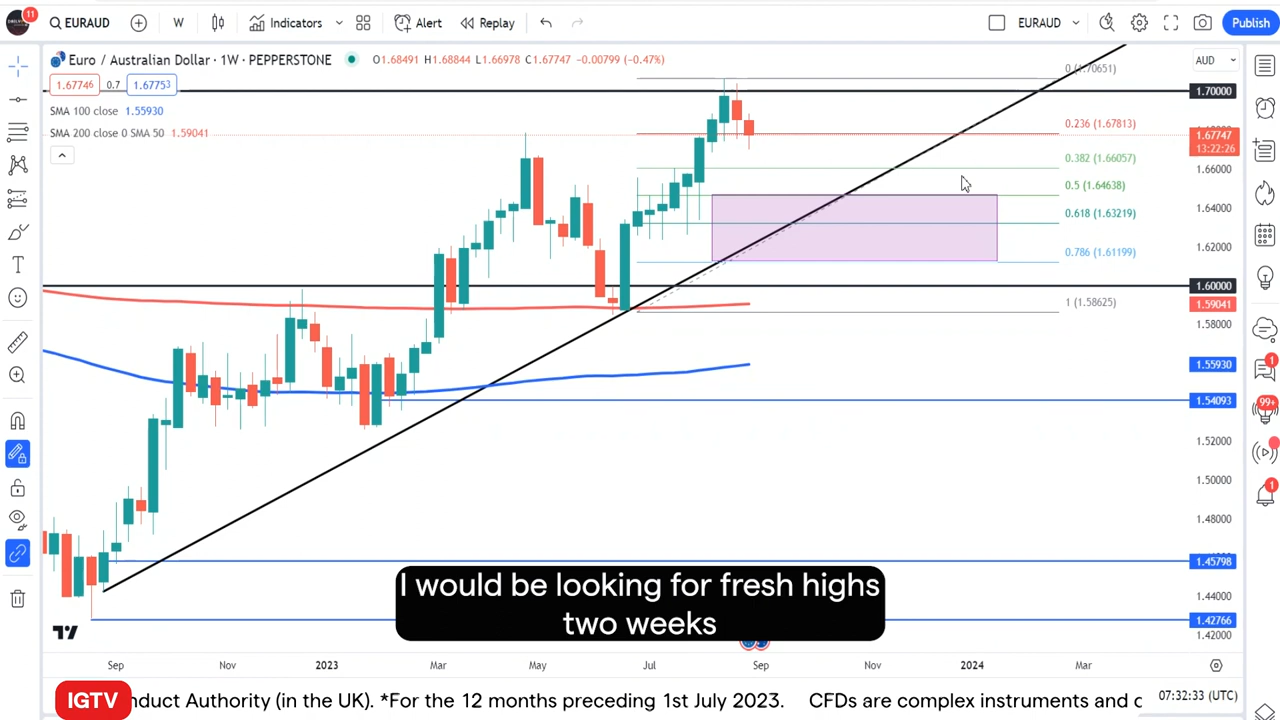 11
EURAUD
W
Indicators
Alert
Replay
EURAUD
Publish
Euro / Australian Dollar · 1W · PEPPERSTONE
O1.68491 H1.68844 L1.66978 C1.67747 −0.00799 (−0.47%)
AUD
1.67746 0.7 1.67753
SMA 100 close 1.55930
SMA 200 close 0 SMA 50 1.59041
0 (1.70651)
0.236 (1.67813)
0.382 (1.66057)
0.5 (1.64638)
0.618 (1.63219)
0.786 (1.61199)
1 (1.58625)
1.70000
1.67747
13:22:26
1.66000
1.64000
1.62000
1.60000
1.59041
1.58000
1.55930
1.54093
1.52000
1.50000
1.48000
1.45798
1.44000
1.42766
1.42000
1
99+
1
I would be looking for fresh highs
two weeks
Sep Nov 2023 Mar May Jul Sep Nov 2024 Mar
IGTV
nduct Authority (in the UK). *For the 12 months preceding 1st July 2023. CFDs are complex instruments and c
07:32:33 (UTC)